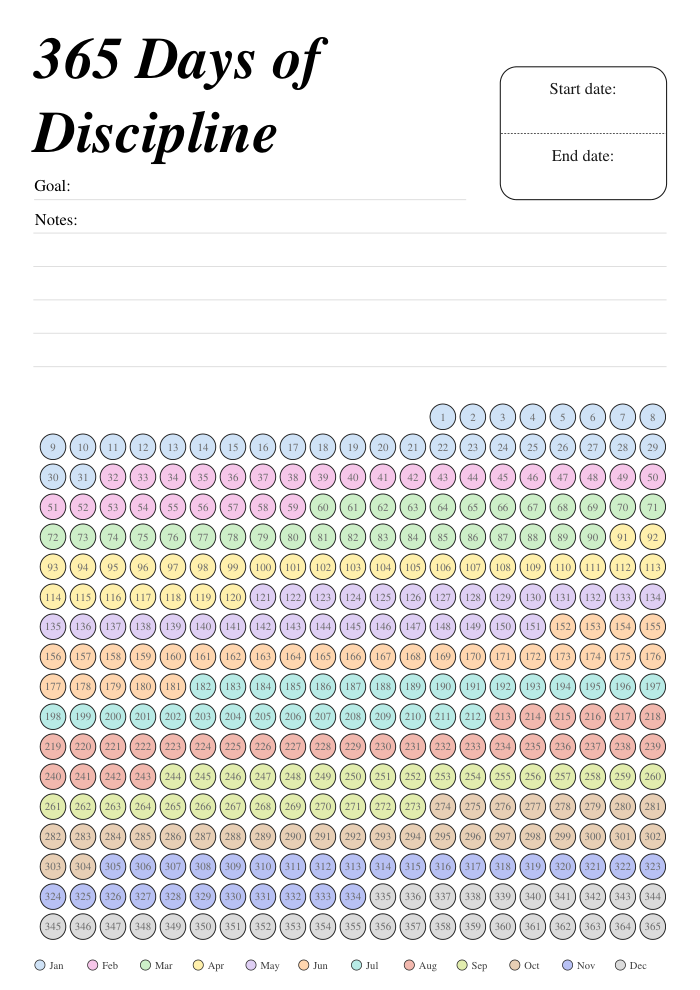 365 Days of
Discipline
Start date:
End date:
Goal:
Notes:
1 2 3 4 5 6 7 8
9 10 11 12 13 14 15 16 17 18 19 20 21 22 23 24 25 26 27 28 29
30 31 32 33 34 35 36 37 38 39 40 41 42 43 44 45 46 47 48 49 50
51 52 53 54 55 56 57 58 59 60 61 62 63 64 65 66 67 68 69 70 71
72 73 74 75 76 77 78 79 80 81 82 83 84 85 86 87 88 89 90 91 92
93 94 95 96 97 98 99 100 101 102 103 104 105 106 107 108 109 110 111 112 113
114 115 116 117 118 119 120 121 122 123 124 125 126 127 128 129 130 131 132 133 134
135 136 137 138 139 140 141 142 143 144 145 146 147 148 149 150 151 152 153 154 155
156 157 158 159 160 161 162 163 164 165 166 167 168 169 170 171 172 173 174 175 176
177 178 179 180 181 182 183 184 185 186 187 188 189 190 191 192 193 194 195 196 197
198 199 200 201 202 203 204 205 206 207 208 209 210 211 212 213 214 215 216 217 218
219 220 221 222 223 224 225 226 227 228 229 230 231 232 233 234 235 236 237 238 239
240 241 242 243 244 245 246 247 248 249 250 251 252 253 254 255 256 257 258 259 260
261 262 263 264 265 266 267 268 269 270 271 272 273 274 275 276 277 278 279 280 281
282 283 284 285 286 287 288 289 290 291 292 293 294 295 296 297 298 299 300 301 302
303 304 305 306 307 308 309 310 311 312 313 314 315 316 317 318 319 320 321 322 323
324 325 326 327 328 329 330 331 332 333 334 335 336 337 338 339 340 341 342 343 344
345 346 347 348 349 350 351 352 353 354 355 356 357 358 359 360 361 362 363 364 365
Jan Feb Mar Apr May Jun Jul Aug Sep Oct Nov Dec